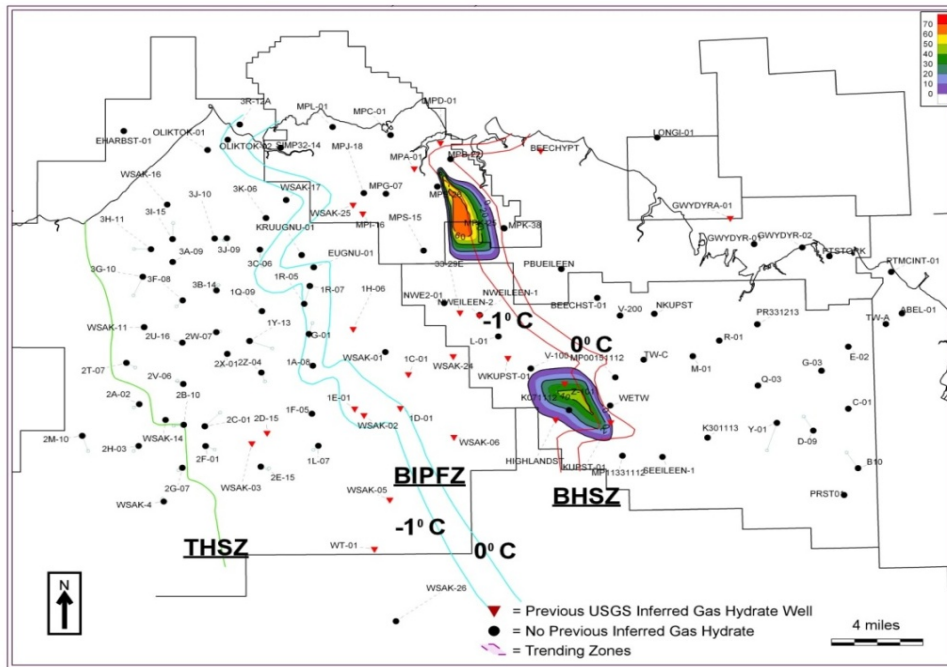 70
60
50
40
30
20
10
0
3R-12A
MPL-01
MPC-01
MPD-01
EHARBST-01
OLIKTOK-01
OLIKTOK-02
SIMP32-14
MPJ-18
MPA-01
BEECHYPT
LONGI-01
WSAK-16
3K-06
WSAK-17
MPG-07
3J-10
WSAK-25
MPI-16
MPS-15
MPK-38
GWYDYRA-01
3H-11
3I-15
KRUUGNU-01
GWYDYR-01
GWYDYR-02
3A-09
3J-09
EUGNU-01
33-29E
PBUEILEEN
PTSTORK
3G-10
3F-08
3C-06
1R-05
PTMCINT-01
3B-14
1Q-09
1R-07
1H-06
NWE2-01
NWEILEEN-2
NWEILEEN-1
BEECHST-01
V-200
NKUPST
PR331213
ABEL-01
TW-A
WSAK-11
2U-16
2W-07
1Y-13
G-01
-1⁰ C
0⁰ C
L-01
R-01
E-02
2T-07
2X-01
2Z-04
1A-08
WSAK-01
1C-01
WSAK-24
WKUPST-01
V-100
MP00151112
TW-C
M-01
G-03
2V-06
Q-03
2A-02
2B-10
1E-01
K071112
Z-101
WETW
C-01
2C-01
2D-15
1F-05
WSAK-02
1D-01
2M-10
2H-03
WSAK-14
2F-01
WSAK-06
K301113
Y-01
D-09
HIGHLANDST
KUPST-01
MP11331112
SEEILEEN-1
B10
WSAK-4
2G-07
WSAK-03
2E-15
1L-07
BIPFZ
WSAK-05
BHSZ
PRST01
THSZ
-1⁰ C
0⁰ C
WT-01
WSAK-26
N
= Previous USGS Inferred Gas Hydrate Well
= No Previous Inferred Gas Hydrate
= Trending Zones
4 miles